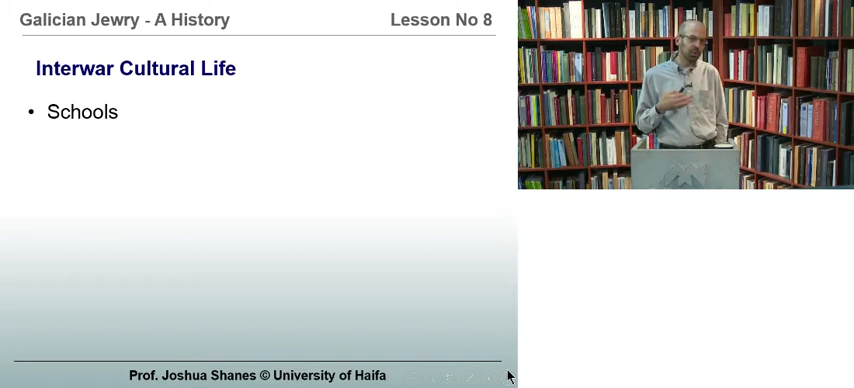 Galician Jewry - A History
Lesson No 8
Interwar Cultural Life
• Schools
Prof. Joshua Shanes © University of Haifa